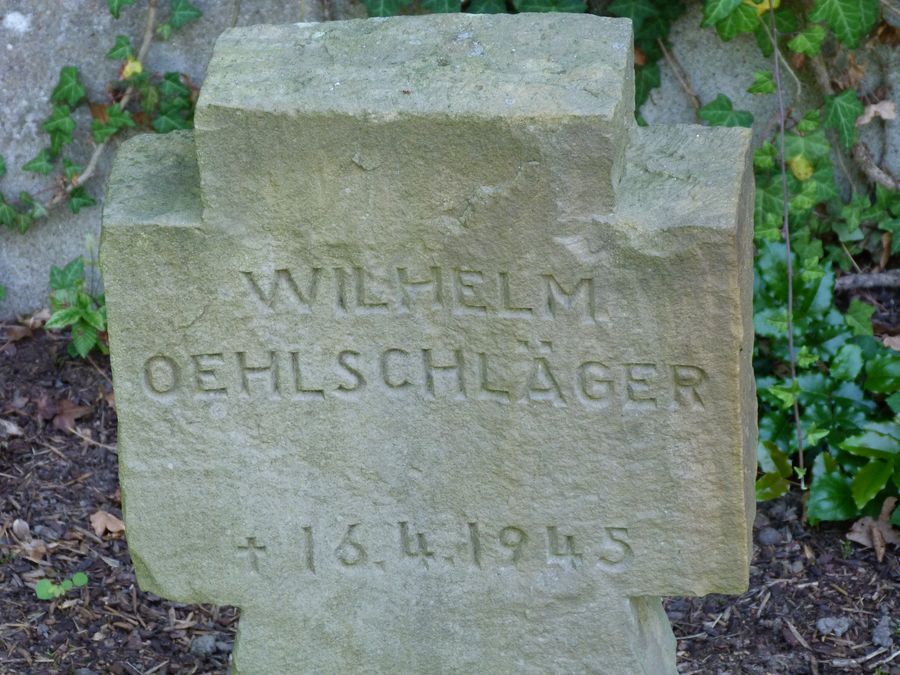 WILHELM
OEHLSCHLÄGER
+ 16.4.1945